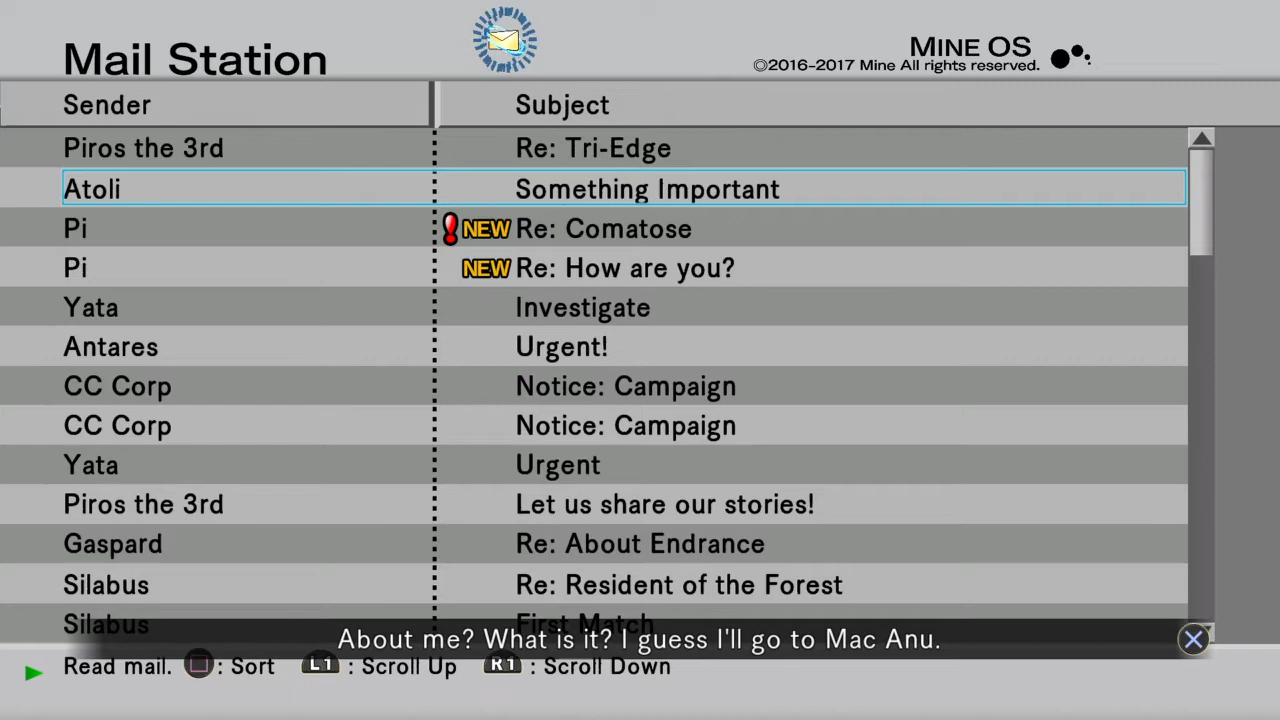 Mail Station
MINE OS
©2016-2017 Mine All rights reserved.
Sender Subject
Piros the 3rd Re: Tri-Edge
Atoli Something Important
Pi NEW Re: Comatose
Pi NEW Re: How are you?
Yata Investigate
Antares Urgent!
CC Corp Notice: Campaign
CC Corp Notice: Campaign
Yata Urgent
Piros the 3rd Let us share our stories!
Gaspard Re: About Endrance
Silabus Re: Resident of the Forest
Silabus First Match
About me? What is it? I guess I'll go to Mac Anu.
Read mail. : Sort L1 : Scroll Up R1 : Scroll Down